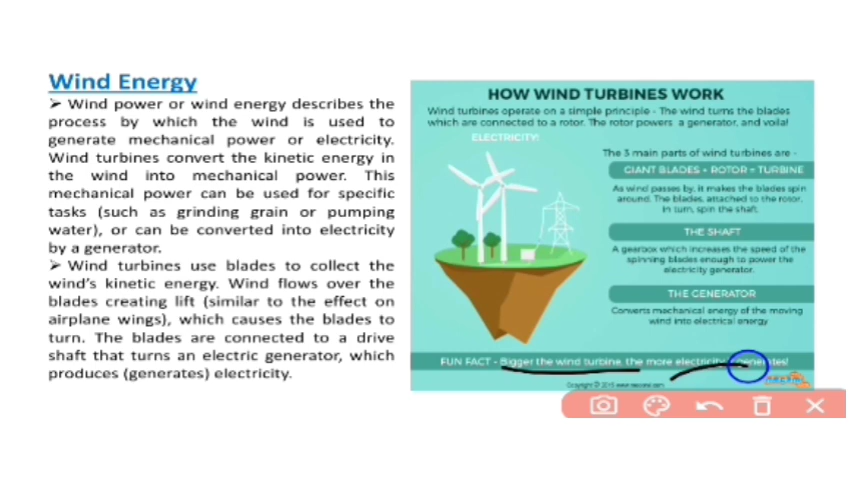 Wind Energy
➢ Wind power or wind energy describes the
process by which the wind is used to
generate mechanical power or electricity.
Wind turbines convert the kinetic energy in
the wind into mechanical power. This
mechanical power can be used for specific
tasks (such as grinding grain or pumping
water), or can be converted into electricity
by a generator.
➢ Wind turbines use blades to collect the
wind's kinetic energy. Wind flows over the
blades creating lift (similar to the effect on
airplane wings), which causes the blades to
turn. The blades are connected to a drive
shaft that turns an electric generator, which
produces (generates) electricity.
HOW WIND TURBINES WORK
Wind turbines operate on a simple principle - The wind turns the blades
which are connected to a rotor. The rotor powers a generator, and voila!
ELECTRICITY!
The 3 main parts of wind turbines are -
GIANT BLADES + ROTOR = TURBINE
As wind passes by, it makes the blades spin
around. The blades, attached to the rotor,
in turn, spin the shaft.
THE SHAFT
A gearbox which increases the speed of the
spinning blades enough to power the
electricity generator.
THE GENERATOR
Converts mechanical energy of the moving
wind into electrical energy
FUN FACT - Bigger the wind turbine, the more electricity generates!
Copyright © 2015